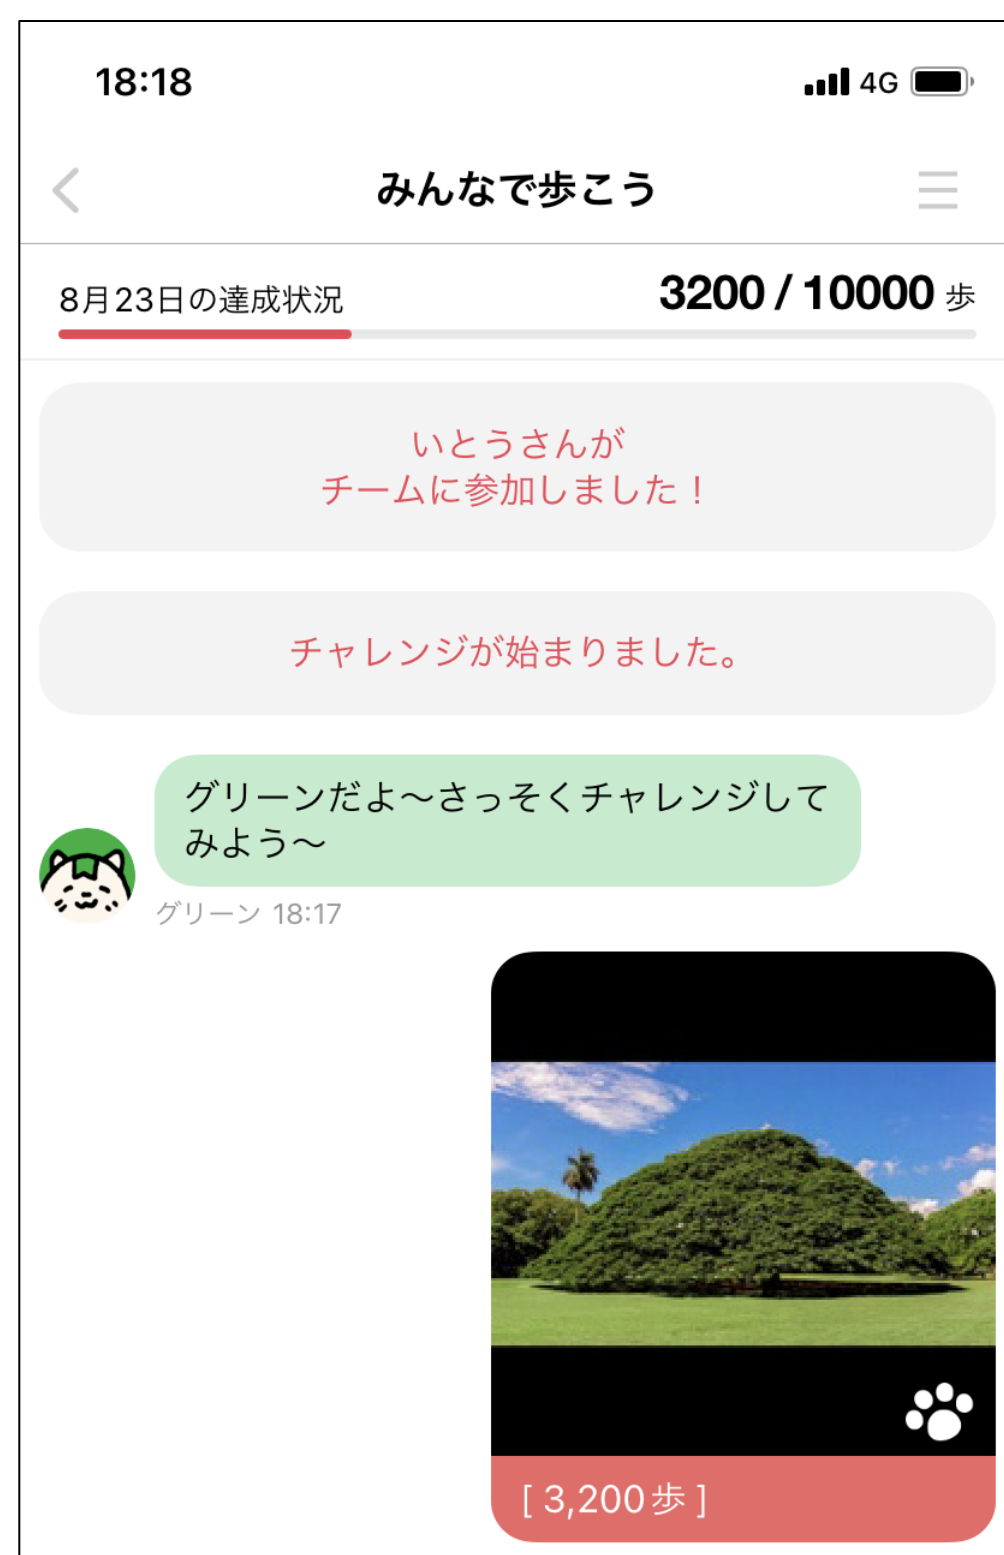 18:18
4G
みんなで歩こう
8月23日の達成状況
3200 / 10000 歩
いとうさんが
チームに参加しました！
チャレンジが始まりました。
グリーンだよ〜さっそくチャレンジして
みよう〜
グリーン 18:17
[ 3,200歩 ]